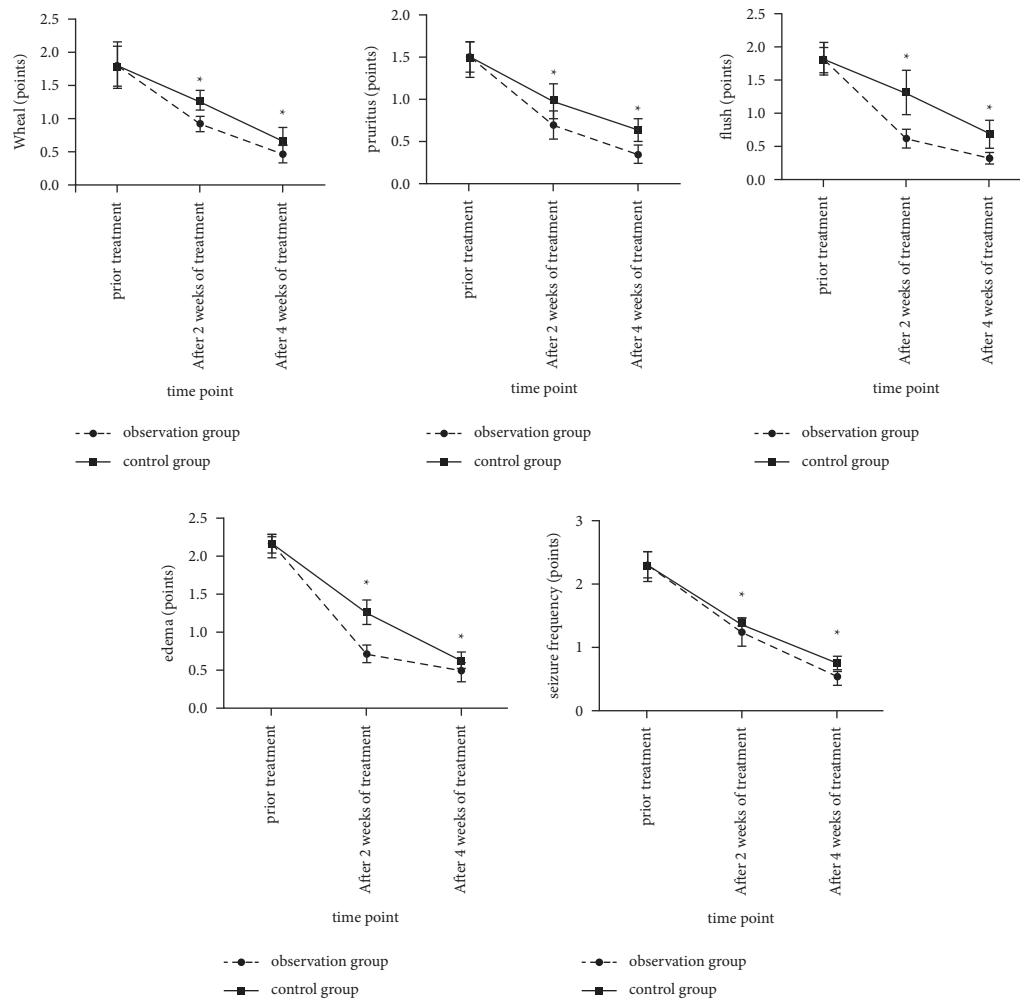 Wheal (points)
2.5
2.0
1.5
1.0
0.5
0.0
*
*
prior treatment
After 2 weeks of treatment
After 4 weeks of treatment
time point
observation group
control group
pruritus (points)
2.0
1.5
1.0
0.5
0.0
*
*
prior treatment
After 2 weeks of treatment
After 4 weeks of treatment
time point
observation group
control group
flush (points)
2.5
2.0
1.5
1.0
0.5
0.0
*
*
prior treatment
After 2 weeks of treatment
After 4 weeks of treatment
time point
observation group
control group
edema (points)
2.5
2.0
1.5
1.0
0.5
0.0
*
*
prior treatment
After 2 weeks of treatment
After 4 weeks of treatment
time point
observation group
control group
seizure frequency (points)
3
2
1
0
*
*
prior treatment
After 2 weeks of treatment
After 4 weeks of treatment
time point
observation group
control group